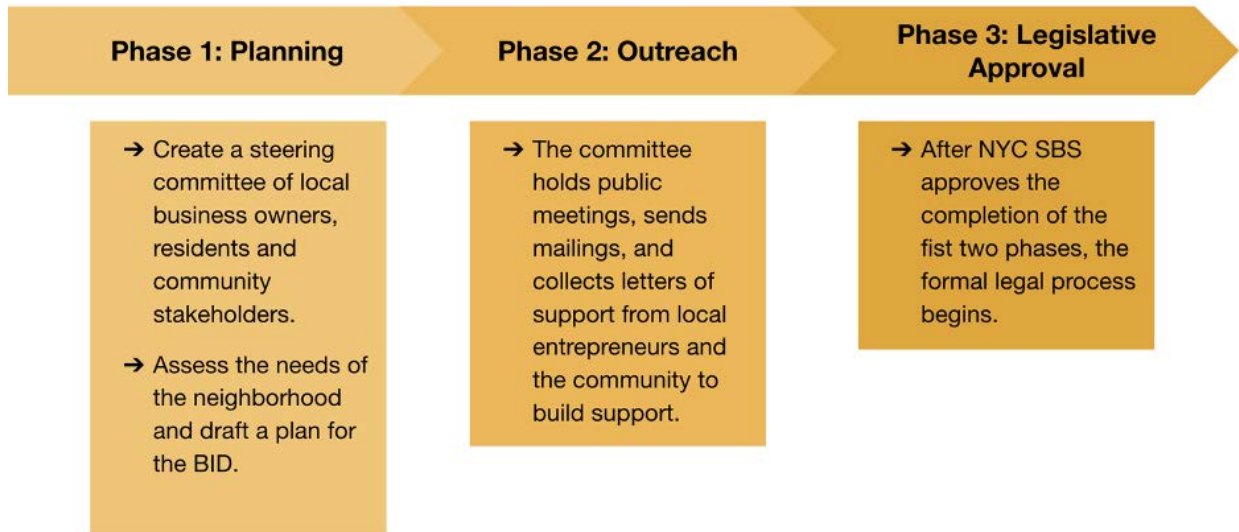 Phase 1: Planning
Phase 2: Outreach
Phase 3: Legislative
Approval
➔ Create a steering
committee of local
business owners,
residents and
community
stakeholders.
➔ Assess the needs of
the neighborhood
and draft a plan for
the BID.
➔ The committee
holds public
meetings, sends
mailings, and
collects letters of
support from local
entrepreneurs and
the community to
build support.
➔ After NYC SBS
approves the
completion of the
fist two phases, the
formal legal process
begins.